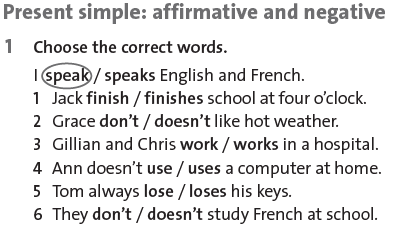 Present simple: affirmative and negative
1 Choose the correct words.
I speak / speaks English and French.
1 Jack finish / finishes school at four o’clock.
2 Grace don’t / doesn’t like hot weather.
3 Gillian and Chris work / works in a hospital.
4 Ann doesn’t use / uses a computer at home.
5 Tom always lose / loses his keys.
6 They don’t / doesn’t study French at school.